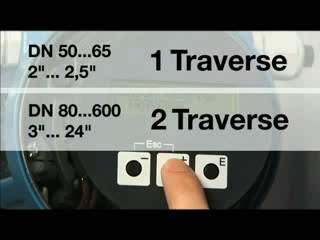 DN 50...65
2"... 2,5"
1 Traverse
DN 80...600
3"... 24"
2 Traverse
Esc
- + E